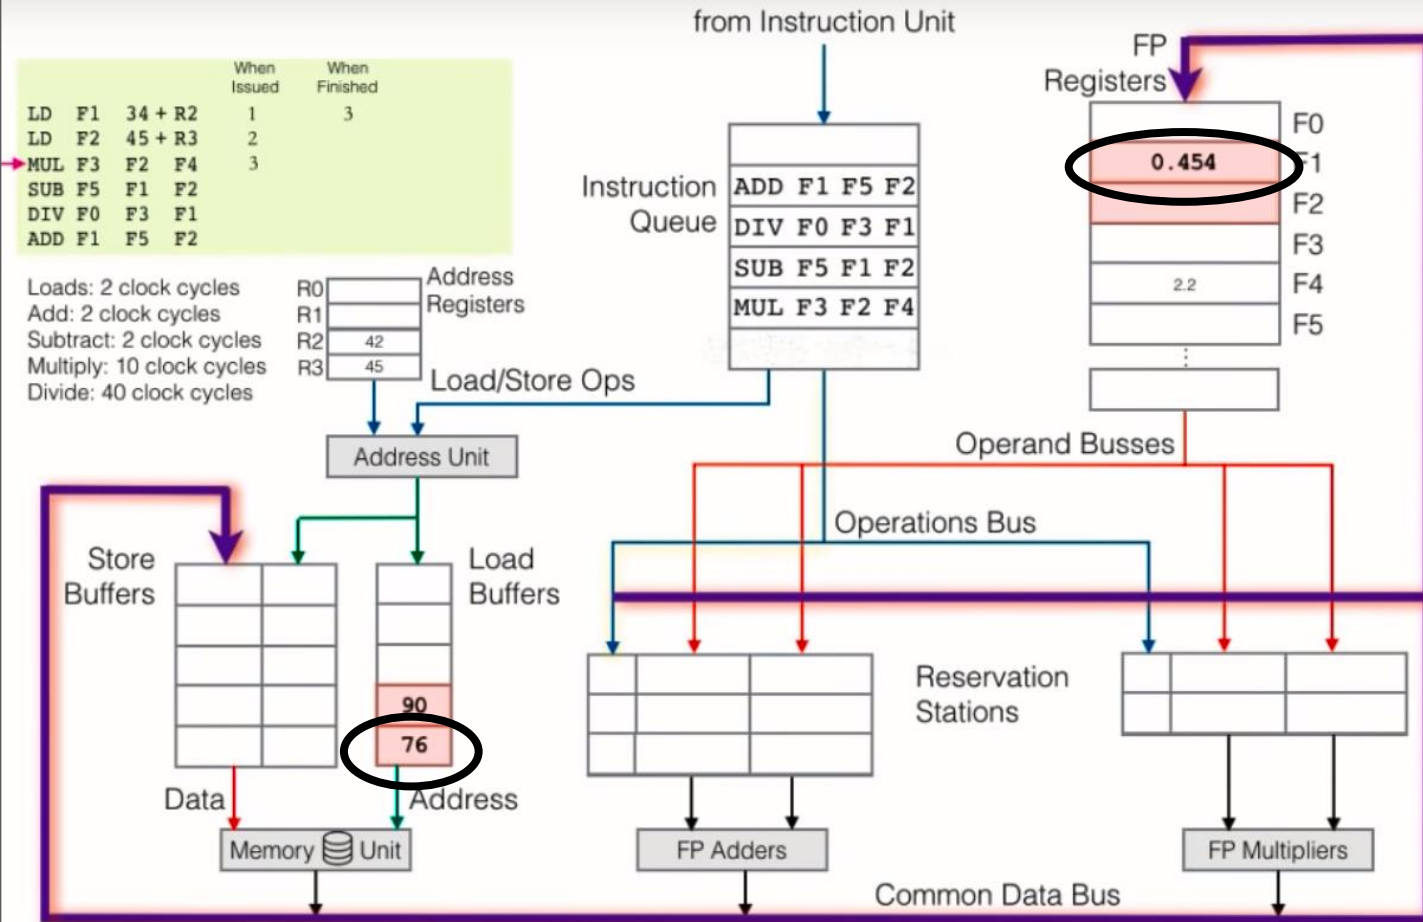 from Instruction Unit
When Issued When Finished
LD F1 34 + R2 1 3
LD F2 45 + R3 2
MUL F3 F2 F4 3
SUB F5 F1 F2
DIV F0 F3 F1
ADD F1 F5 F2
Loads: 2 clock cycles
Add: 2 clock cycles
Subtract: 2 clock cycles
Multiply: 10 clock cycles
Divide: 40 clock cycles
Address
Registers
R0
R1
R2 42
R3 45
Instruction
Queue
ADD F1 F5 F2
DIV F0 F3 F1
SUB F5 F1 F2
MUL F3 F2 F4
FP
Registers
F0
0.454 F1
F2
F3
2.2 F4
F5
Load/Store Ops
Address Unit
Operand Busses
Operations Bus
Store
Buffers
Load
Buffers
90
76
Data
Address
Memory Unit
Reservation
Stations
FP Adders
FP Multipliers
Common Data Bus